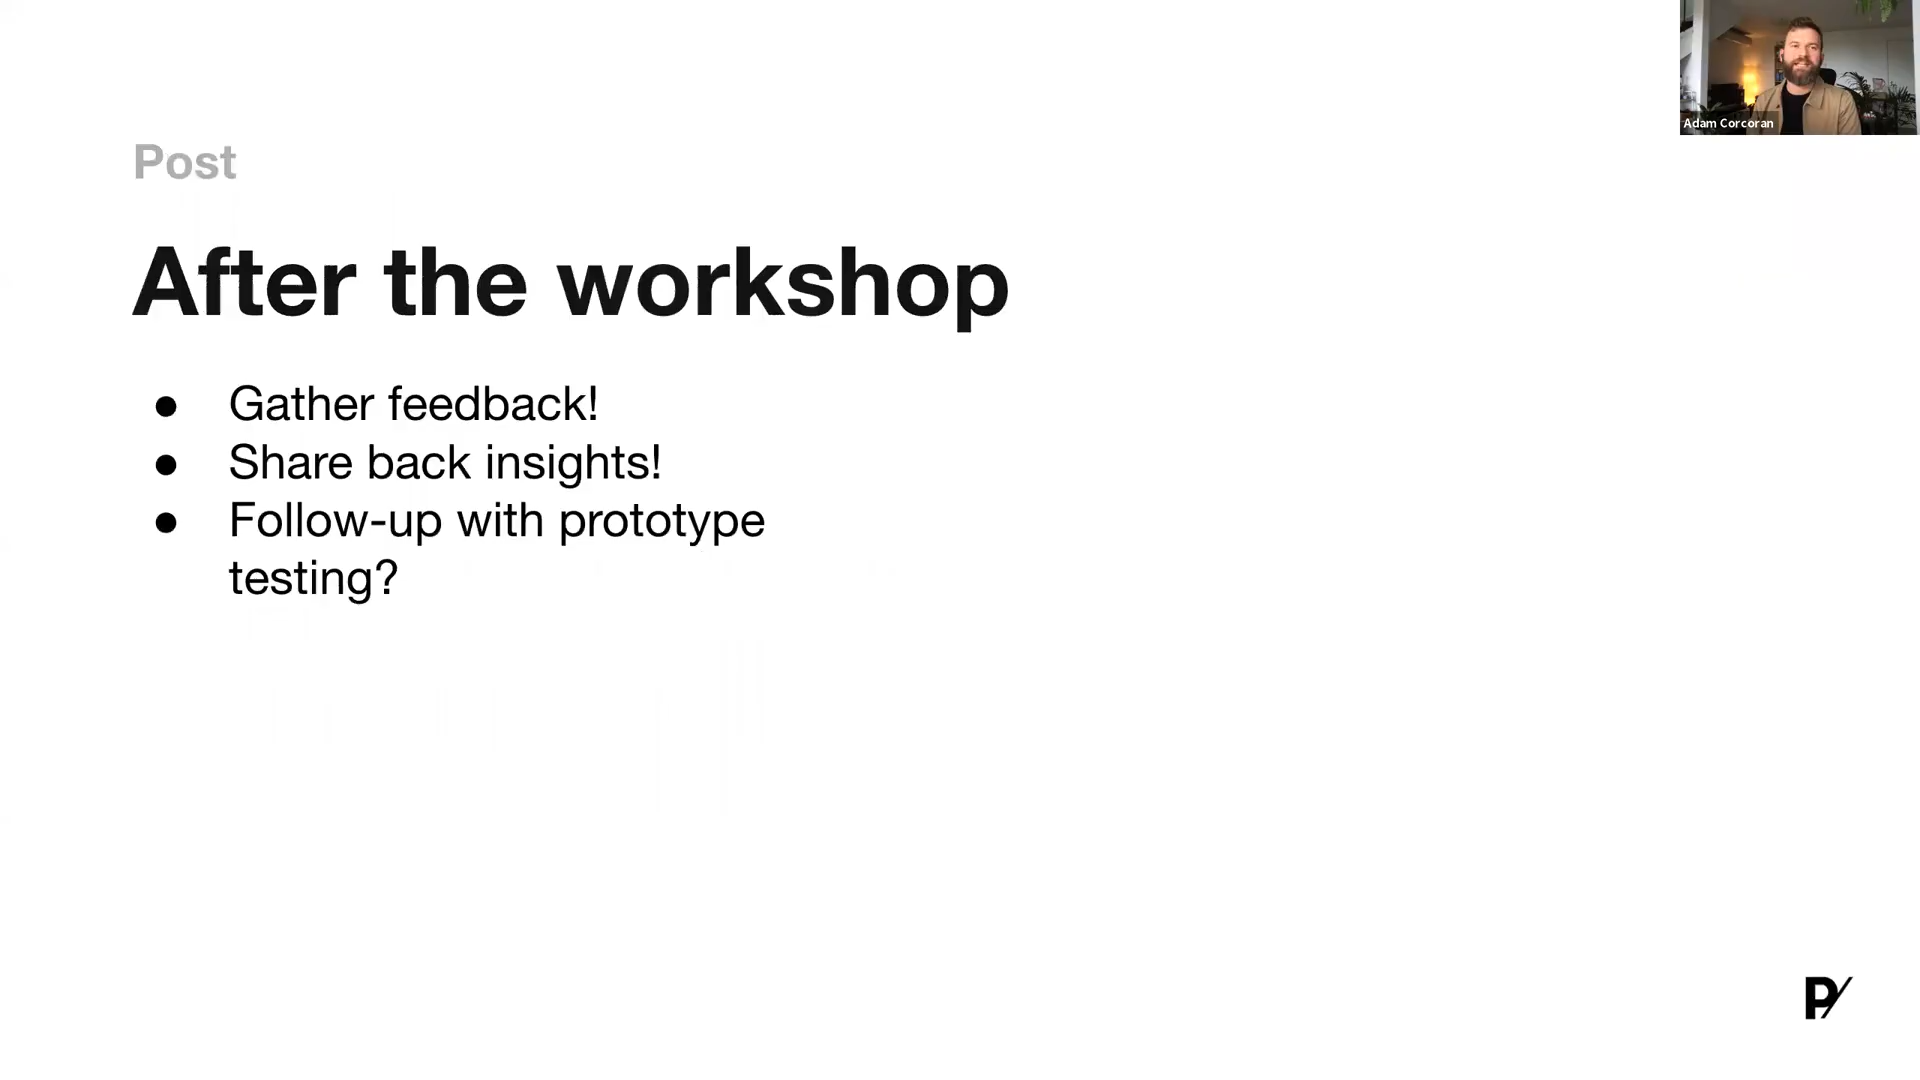 Adam Corcoran
Post
After the workshop
● Gather feedback!
● Share back insights!
● Follow-up with prototype
testing?
P/